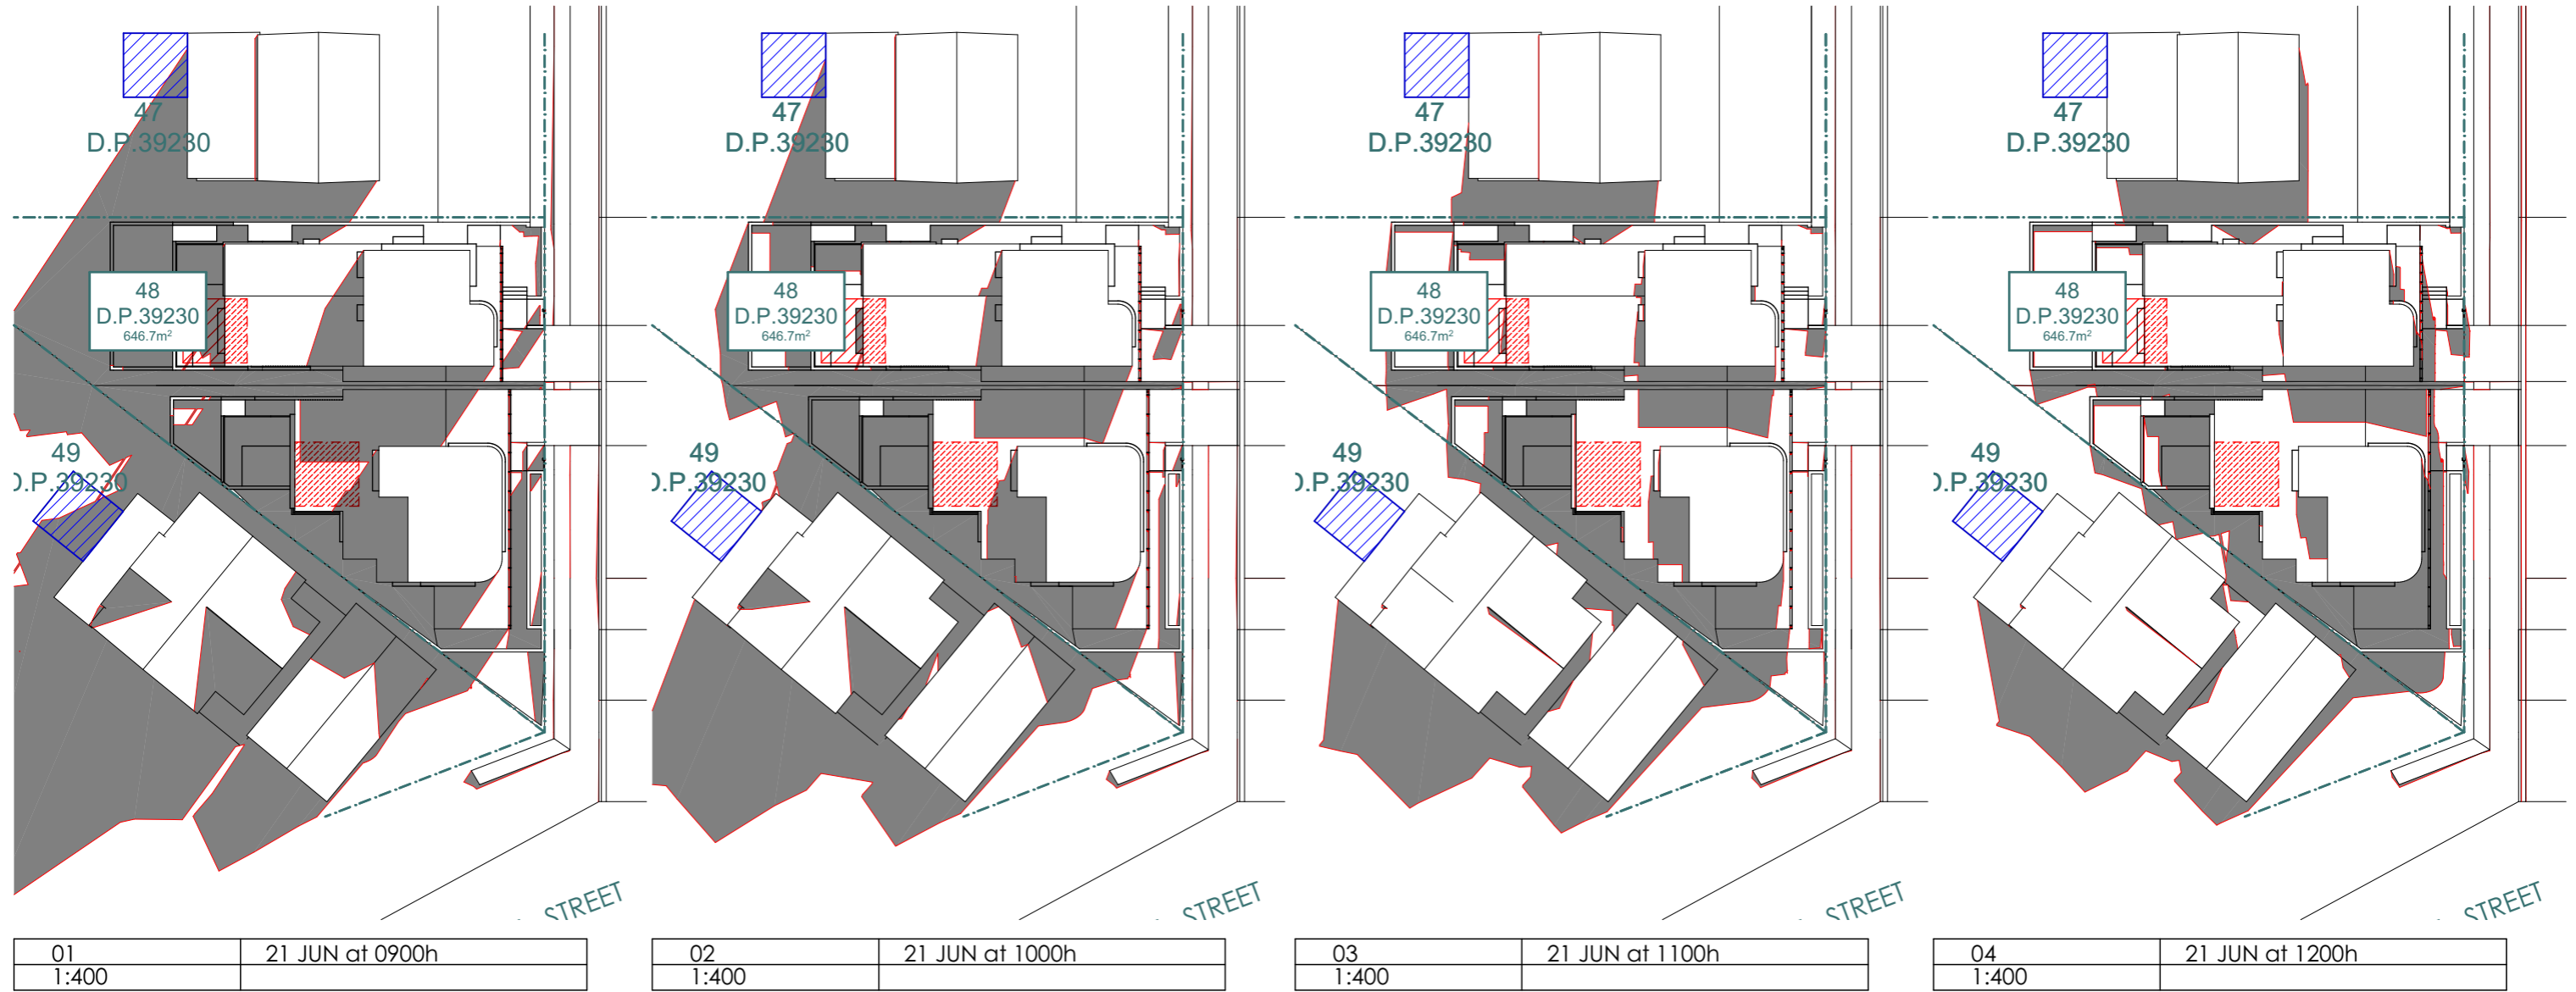 47
D.P.39230
48
D.P.39230
646.7m²
49
D.P.39230
STREET
01 21 JUN at 0900h
1:400
47
D.P.39230
48
D.P.39230
646.7m²
49
D.P.39230
STREET
02 21 JUN at 1000h
1:400
47
D.P.39230
48
D.P.39230
646.7m²
49
D.P.39230
STREET
03 21 JUN at 1100h
1:400
47
D.P.39230
48
D.P.39230
646.7m²
49
D.P.39230
STREET
04 21 JUN at 1200h
1:400